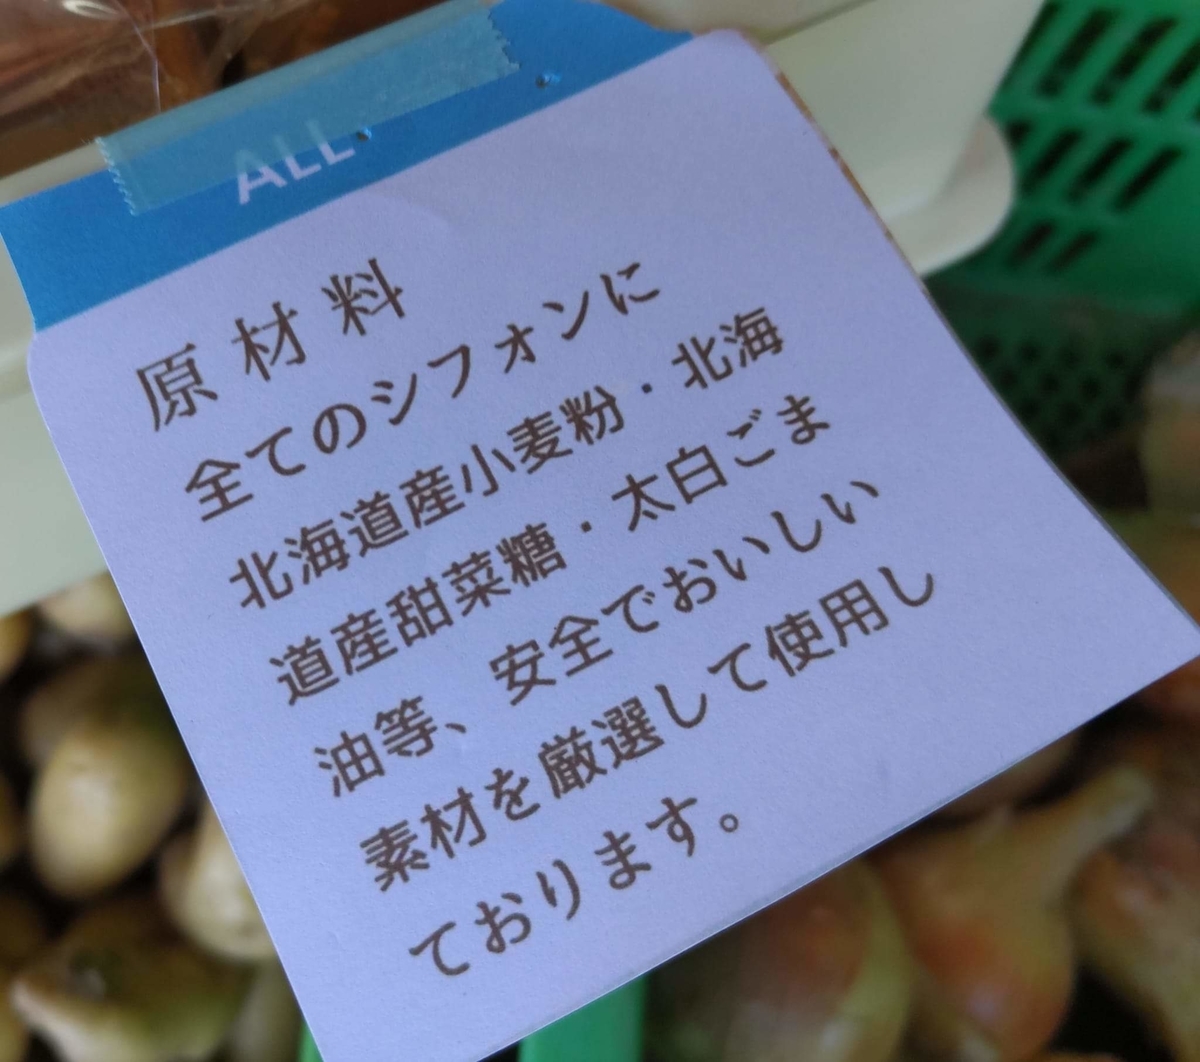 ALL
原材料
全てのシフォンに
北海道産小麦粉・北海
道産甜菜糖・太白ごま
油等、安全でおいしい
素材を厳選して使用し
ております。